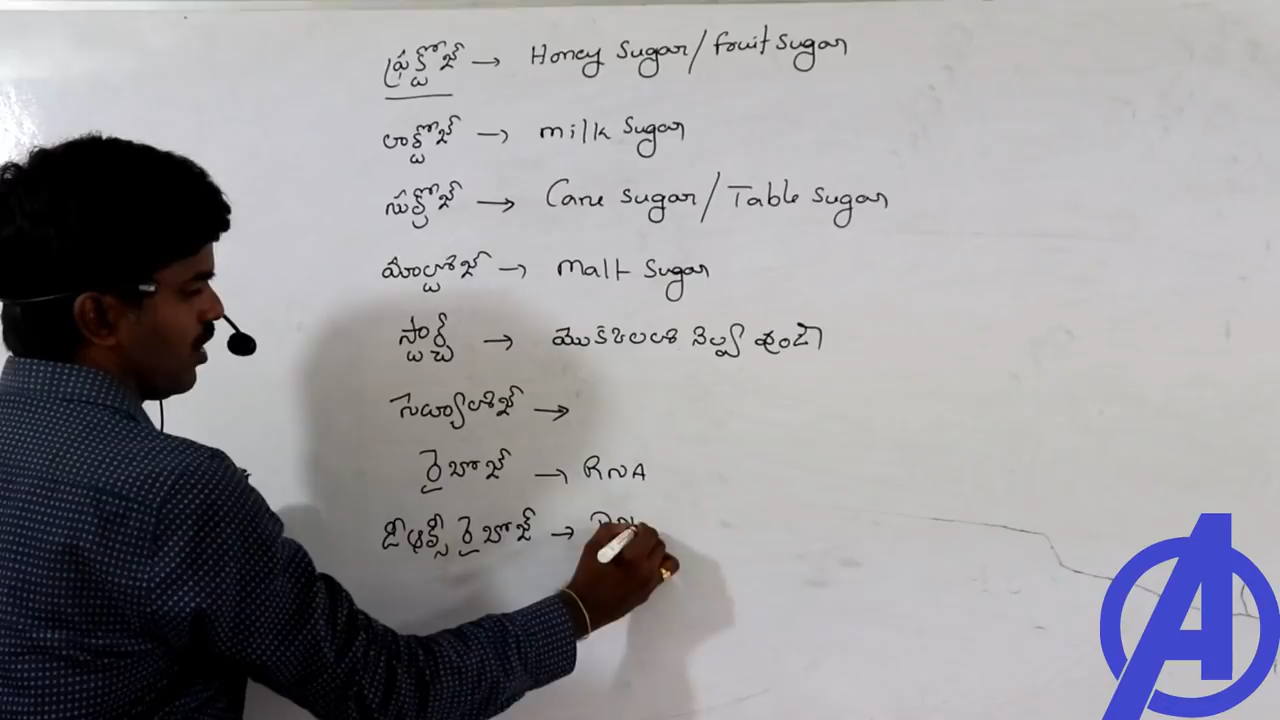 ఫ్రక్టోజ్ → Honey Sugar/fruit Sugar
లాక్టోజ్ → milk Sugar
సుక్రోజ్ → Cane Sugar/Table Sugar
మాల్టోజ్ → Malt Sugar
స్టార్చ్ → మొక్కలలో నిల్వ ఉండే
సెల్యూలోజ్ →
రైబోజ్ → RNA
డీఆక్సీ రైబోజ్ →